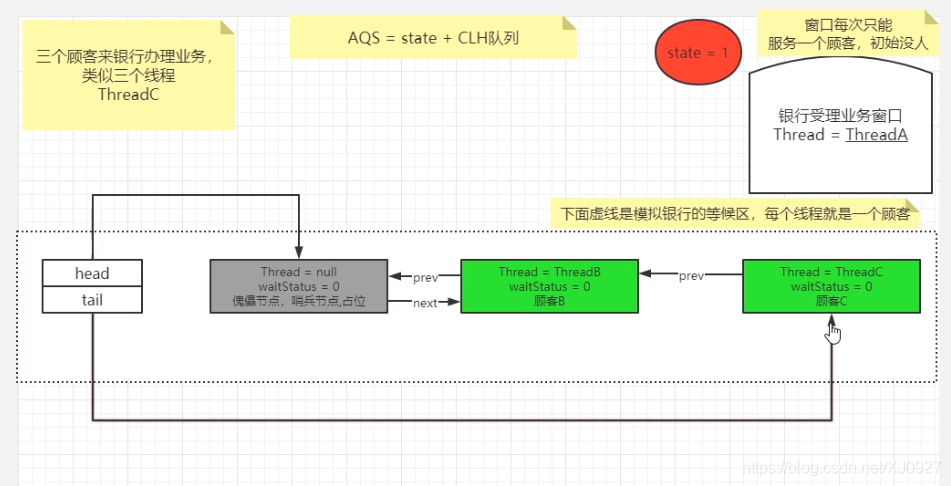 三个顾客来银行办理业务，
类似三个线程
ThreadC
AQS = state + CLH队列
state = 1
窗口每次只能
服务一个顾客，初始没人
银行受理业务窗口
Thread = ThreadA
下面虚线是模拟银行的等候区，每个线程就是一个顾客
head
tail
Thread = null
waitStatus = 0
傀儡节点，哨兵节点,占位
prev
next
Thread = ThreadB
waitStatus = 0
顾客B
prev
Thread = ThreadC
waitStatus = 0
顾客C
https://blog.csdn.net/XJ0927